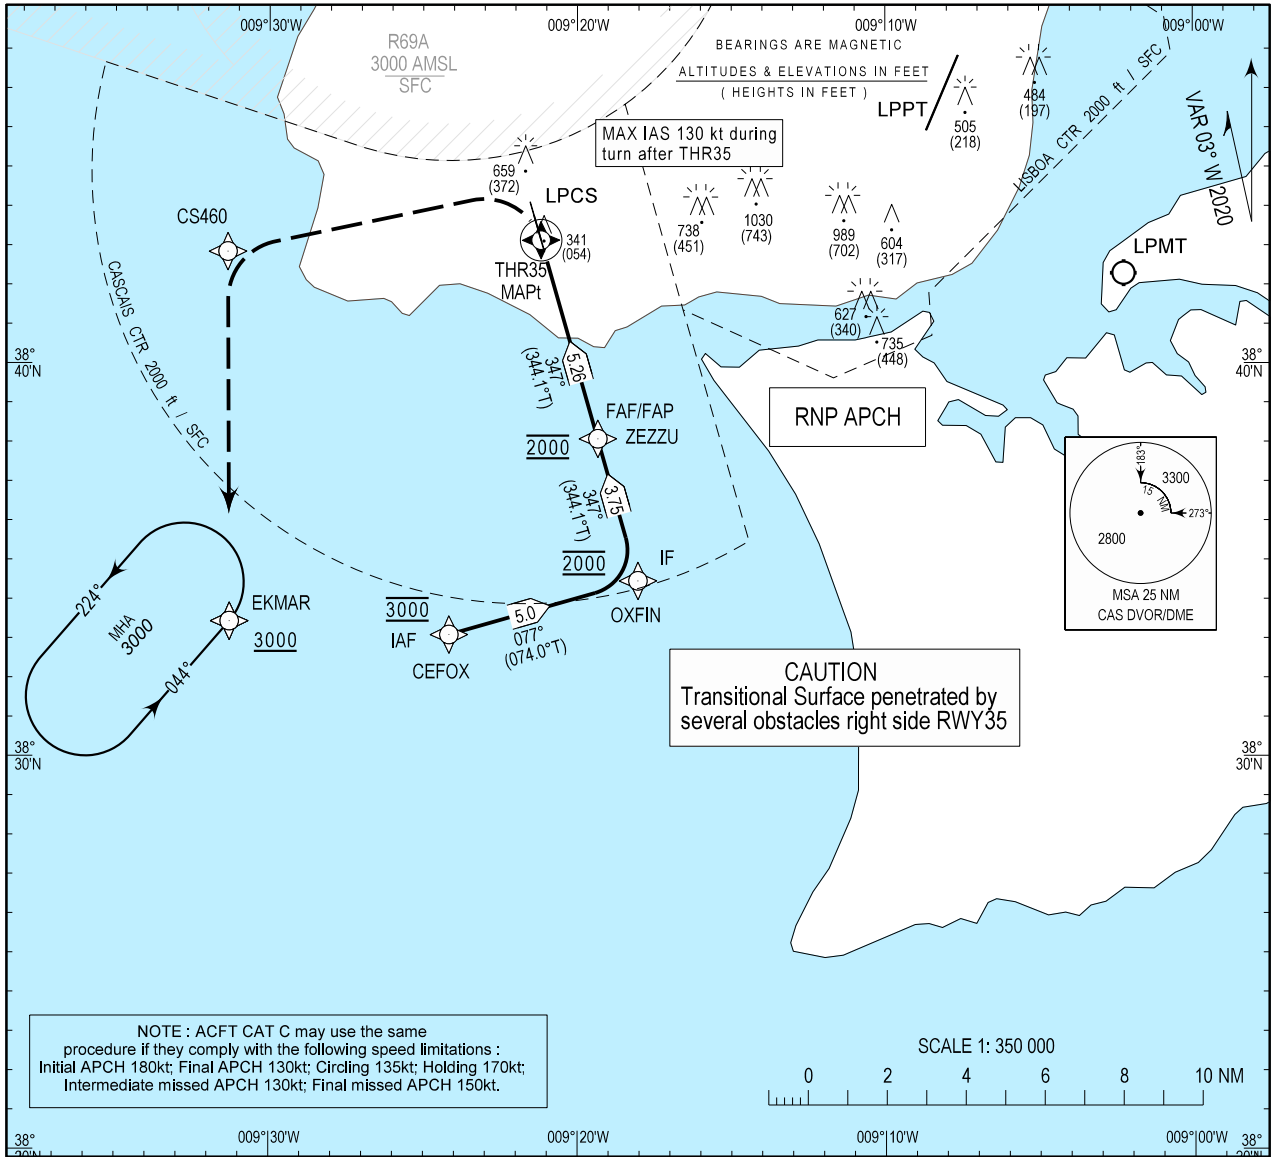 009°30'W
009°20'W
009°10'W
009°00'W
R69A
3000 AMSL
SFC
BEARINGS ARE MAGNETIC
ALTITUDES & ELEVATIONS IN FEET
( HEIGHTS IN FEET )
LPPT
505
(218)
484
(197)
LISBOA CTR 2000 ft / SFC
VAR 03° W 2020
MAX IAS 130 kt during
turn after THR35
659
(372)
LPCS
CS460
341
(054)
THR35
MAPt
738
(451)
1030
(743)
989
(702)
604
(317)
LPMT
627
(340)
735
(448)
CASCAIS CTR 2000 ft / SFC
38°
40'N
38°
40'N
5.26
347°
(344.1°T)
FAF/FAP
ZEZZU
2000
RNP APCH
3.75
347°
(344.1°T)
183°
3300
15 NM
273°
2800
MSA 25 NM
CAS DVOR/DME
2000
IF
OXFIN
3000
IAF
CEFOX
5.0
077°
(074.0°T)
EKMAR
3000
224°
MHA
3000
044°
CAUTION
Transitional Surface penetrated by
several obstacles right side RWY35
38°
30'N
38°
30'N
NOTE : ACFT CAT C may use the same
procedure if they comply with the following speed limitations :
Initial APCH 180kt; Final APCH 130kt; Circling 135kt; Holding 170kt;
Intermediate missed APCH 130kt; Final missed APCH 150kt.
SCALE 1: 350 000
0 2 4 6 8 10 NM
009°30'W
009°20'W
009°10'W
009°00'W
38°
20'N
38°
20'N